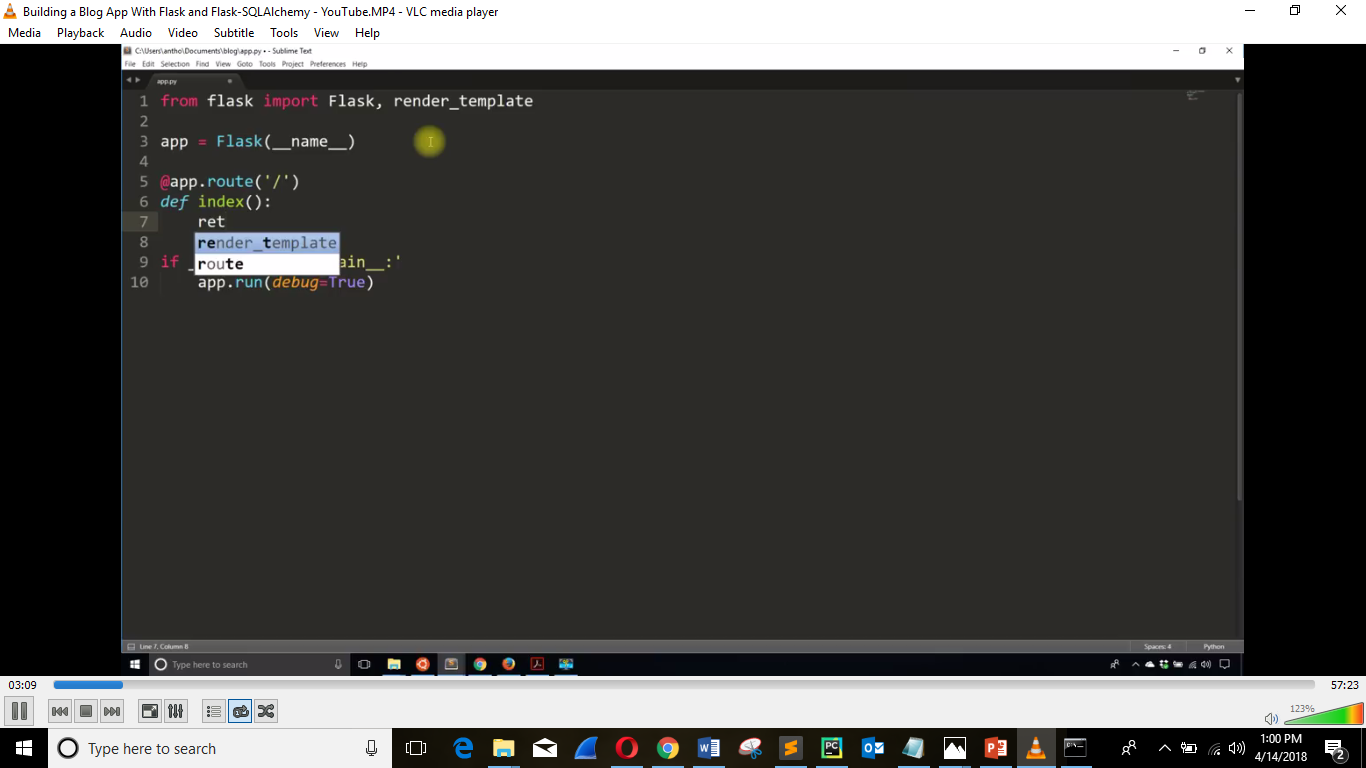 Building a Blog App With Flask and Flask-SQLAlchemy - YouTube.MP4 - VLC media player
Media Playback Audio Video Subtitle Tools View Help
C:\Users\antho\Documents\blog\app.py • - Sublime Text
File Edit Selection Find View Goto Tools Project Preferences Help
app.py
1 from flask import Flask, render_template
2
3 app = Flask(__name__)
4
5 @app.route('/')
6 def index():
7 ret
render_template
8
route
9 if _ ain__:'
10 app.run(debug=True)
Line 7, Column 8 Spaces: 4 Python
Type here to search
03:09 57:23
123%
Type here to search
1:00 PM
4/14/2018
2